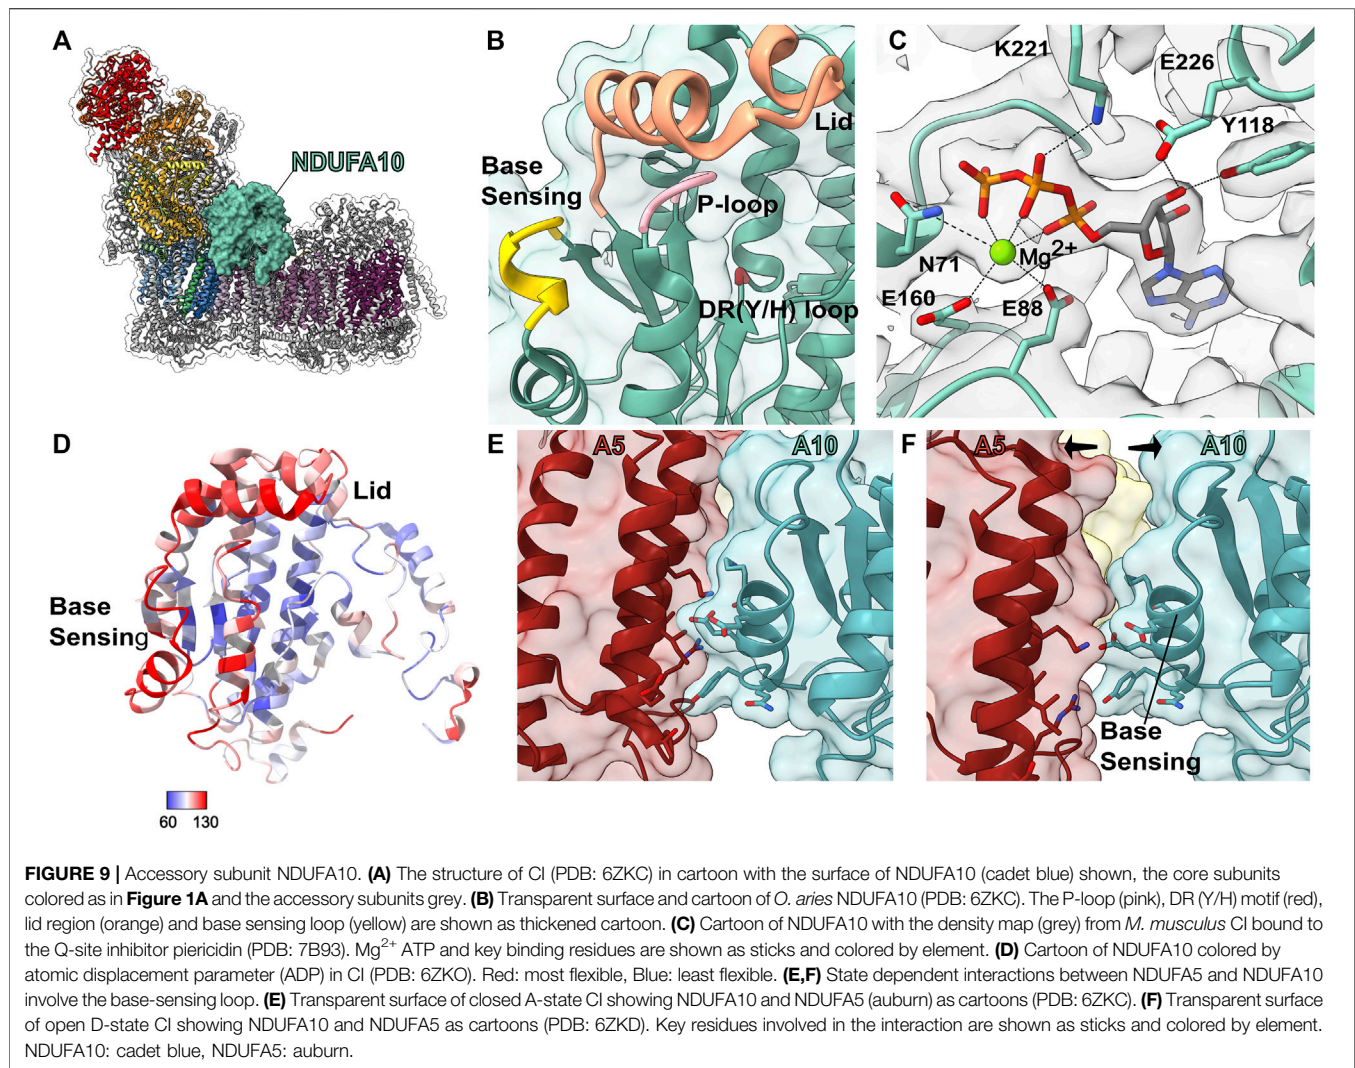 A
NDUFA10
B
Lid
Base
Sensing
P-loop
DR(Y/H) loop
C
K221
E226
Y118
N71
Mg2+
E160
E88
D
Lid
Base
Sensing
60 130
E
A5
A10
F
A5
A10
Base
Sensing
FIGURE 9 | Accessory subunit NDUFA10. (A) The structure of CI (PDB: 6ZKC) in cartoon with the surface of NDUFA10 (cadet blue) shown, the core subunits
colored as in Figure 1A and the accessory subunits grey. (B) Transparent surface and cartoon of O. aries NDUFA10 (PDB: 6ZKC). The P-loop (pink), DR (Y/H) motif (red),
lid region (orange) and base sensing loop (yellow) are shown as thickened cartoon. (C) Cartoon of NDUFA10 with the density map (grey) from M. musculus CI bound to
the Q-site inhibitor piericidin (PDB: 7B93). Mg2+ ATP and key binding residues are shown as sticks and colored by element. (D) Cartoon of NDUFA10 colored by
atomic displacement parameter (ADP) in CI (PDB: 6ZKO). Red: most flexible, Blue: least flexible. (E,F) State dependent interactions between NDUFA5 and NDUFA10
involve the base-sensing loop. (E) Transparent surface of closed A-state CI showing NDUFA10 and NDUFA5 (auburn) as cartoons (PDB: 6ZKC). (F) Transparent surface
of open D-state CI showing NDUFA10 and NDUFA5 as cartoons (PDB: 6ZKD). Key residues involved in the interaction are shown as sticks and colored by element.
NDUFA10: cadet blue, NDUFA5: auburn.